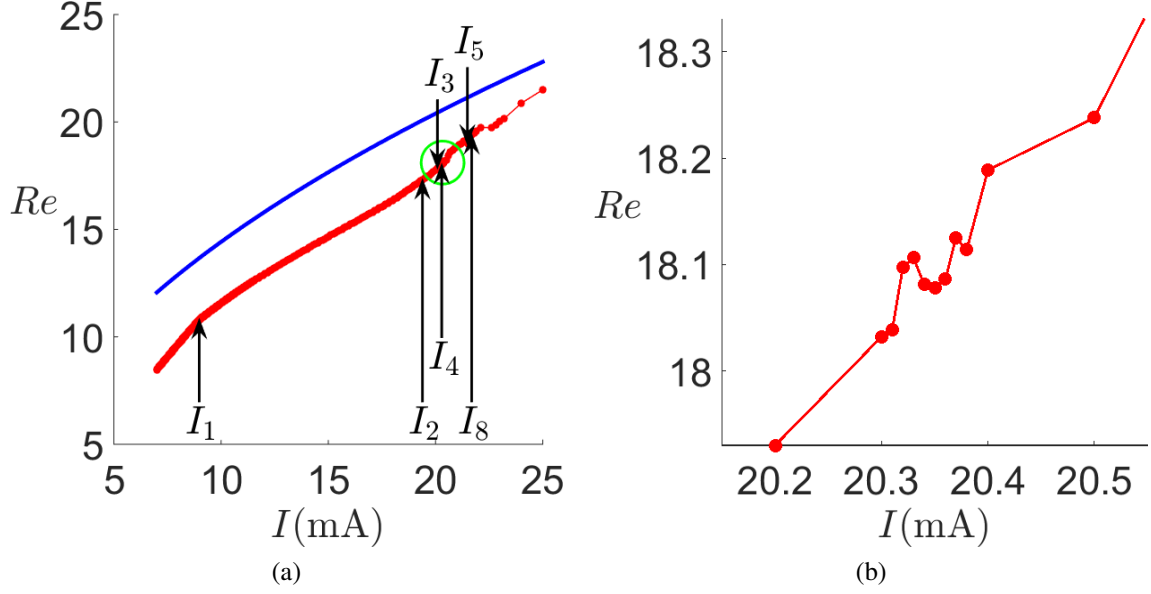 25
20
Re
15
10
5
5 10 15 20 25
I(mA)
I₁
I₂
I₃
I₄
I₅
I₈
(a)
18.3
18.2
Re
18.1
18
20.2 20.3 20.4 20.5
I(mA)
(b)